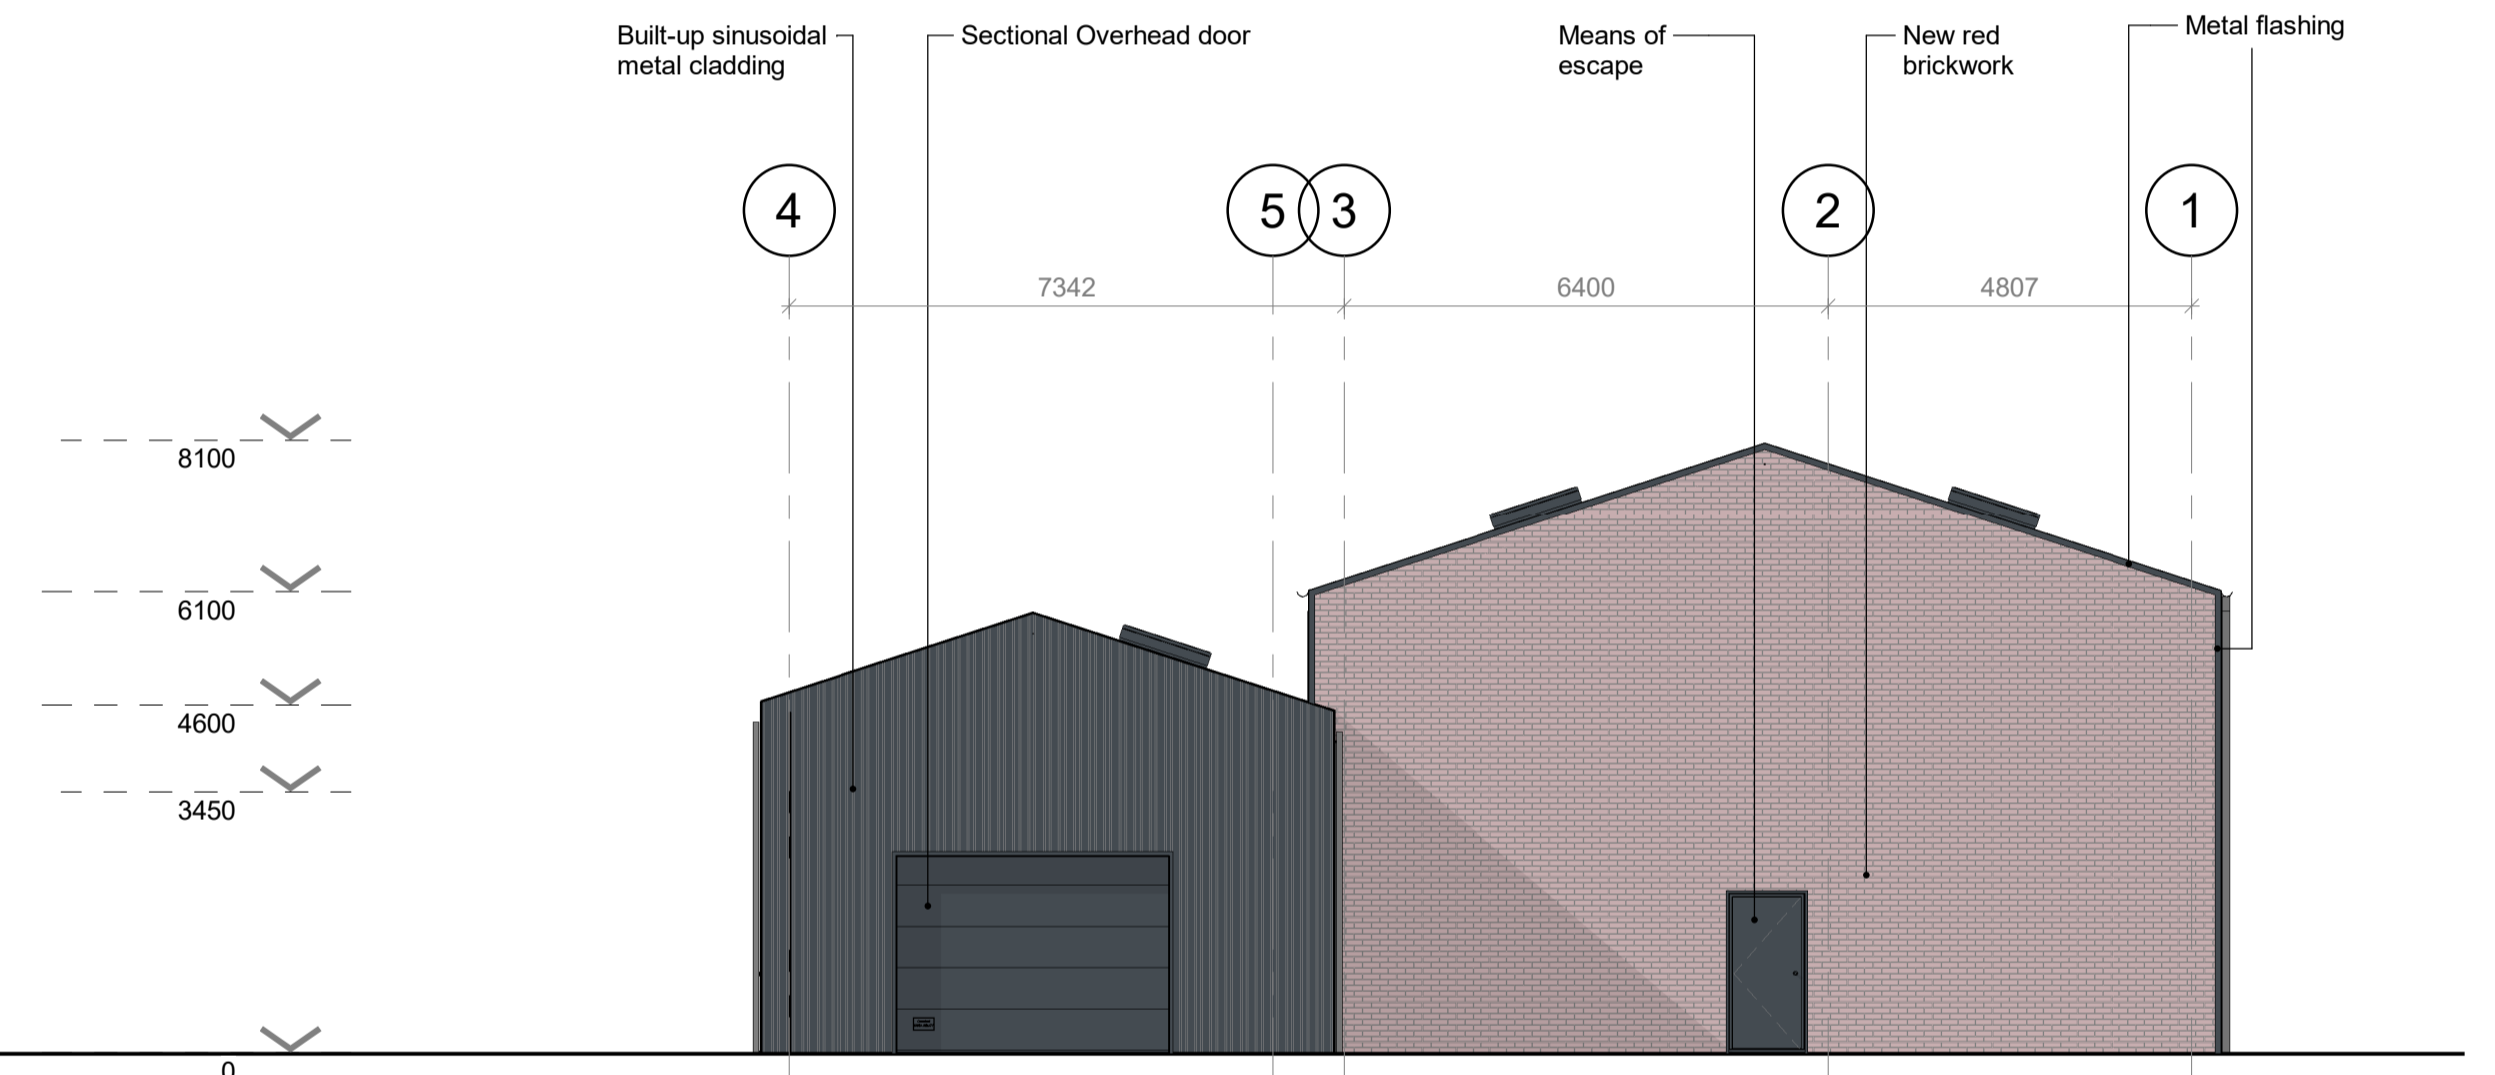 Built-up sinusoidal
metal cladding
Sectional Overhead door
Means of
escape
New red
brickwork
Metal flashing
4
5
3
2
1
7342
6400
4807
8100
6100
4600
3450
0